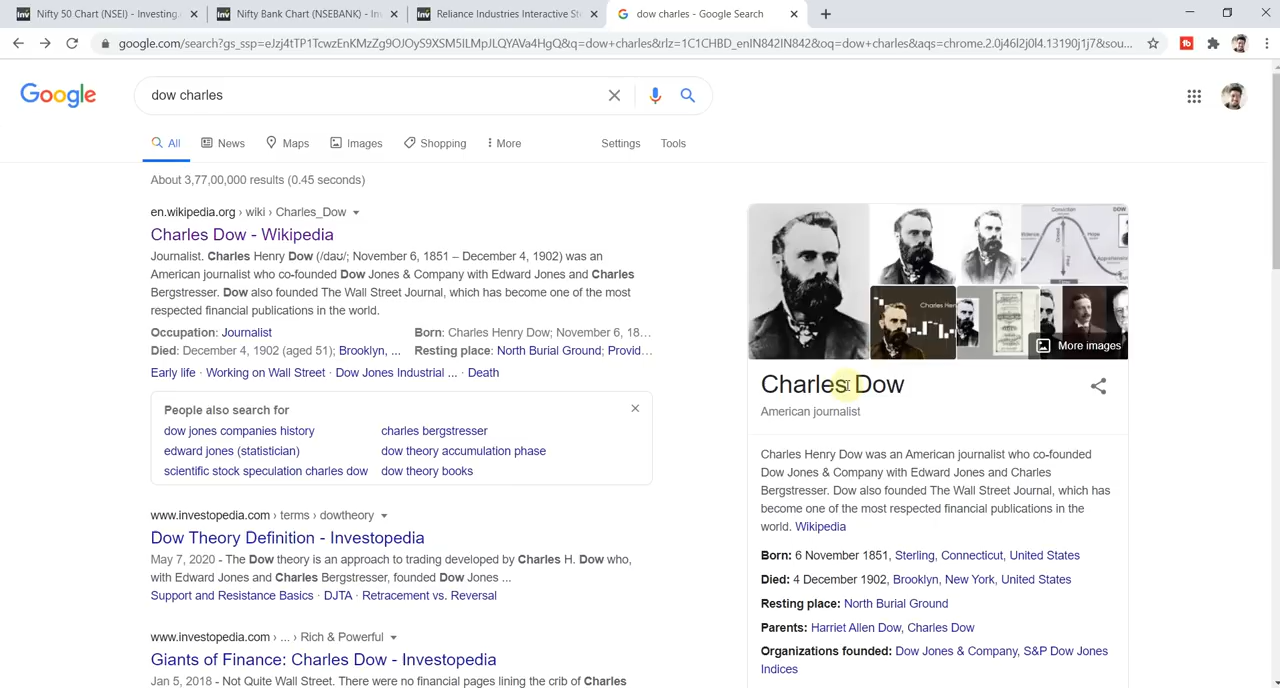 Nifty 50 Chart (NSEI) - Investing.
Nifty Bank Chart (NSEBANK) - Inv
Reliance Industries Interactive Sto
dow charles - Google Search
google.com/search?gs_ssp=eJzj4tTP1TcwzEnKMzZg9OJOyS9XSM5ILMpJLQYAVa4HgQ&q=dow+charles&rlz=1C1CHBD_enIN842IN842&oq=dow+charles&aqs=chrome.2.0j46l2j0l4.13190j1j7&sou...
Google
dow charles
All
News
Maps
Images
Shopping
More
Settings
Tools
About 3,77,00,000 results (0.45 seconds)
en.wikipedia.org › wiki › Charles_Dow
Charles Dow - Wikipedia
Journalist. Charles Henry Dow (/daʊ/; November 6, 1851 – December 4, 1902) was an
American journalist who co-founded Dow Jones & Company with Edward Jones and Charles
Bergstresser. Dow also founded The Wall Street Journal, which has become one of the most
respected financial publications in the world.
Occupation: Journalist
Born: Charles Henry Dow; November 6, 18...
Died: December 4, 1902 (aged 51); Brooklyn, ...
Resting place: North Burial Ground; Provid...
Early life · Working on Wall Street · Dow Jones Industrial ... · Death
People also search for
dow jones companies history
charles bergstresser
edward jones (statistician)
dow theory accumulation phase
scientific stock speculation charles dow
dow theory books
www.investopedia.com › terms › dowtheory
Dow Theory Definition - Investopedia
May 7, 2020 - The Dow theory is an approach to trading developed by Charles H. Dow who,
with Edward Jones and Charles Bergstresser, founded Dow Jones ...
Support and Resistance Basics · DJTA · Retracement vs. Reversal
www.investopedia.com › ... › Rich & Powerful
Giants of Finance: Charles Dow - Investopedia
Jan 5, 2018 - Not Quite Wall Street. There were no financial pages lining the crib of Charles
Conviction
DOW
Charles Hen
More images
Charles Dow
American journalist
Charles Henry Dow was an American journalist who co-founded
Dow Jones & Company with Edward Jones and Charles
Bergstresser. Dow also founded The Wall Street Journal, which has
become one of the most respected financial publications in the
world. Wikipedia
Born: 6 November 1851, Sterling, Connecticut, United States
Died: 4 December 1902, Brooklyn, New York, United States
Resting place: North Burial Ground
Parents: Harriet Allen Dow, Charles Dow
Organizations founded: Dow Jones & Company, S&P Dow Jones
Indices